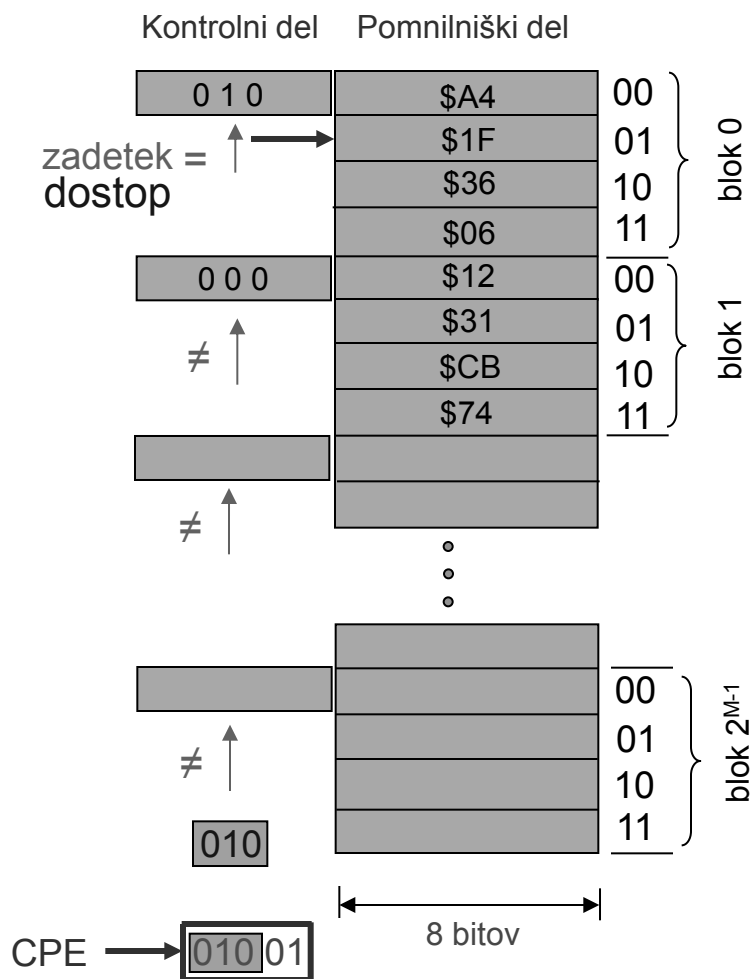 Kontrolni del Pomnilniški del
0 1 0 $A4 00
zadetek = $1F 01
dostop $36 10
$06 11
blok 0
0 0 0 $12 00
$31 01
≠ $CB 10
$74 11
blok 1
≠
00
≠ 01
10
010 11
blok 2^M-1
8 bitov
CPE 010 01